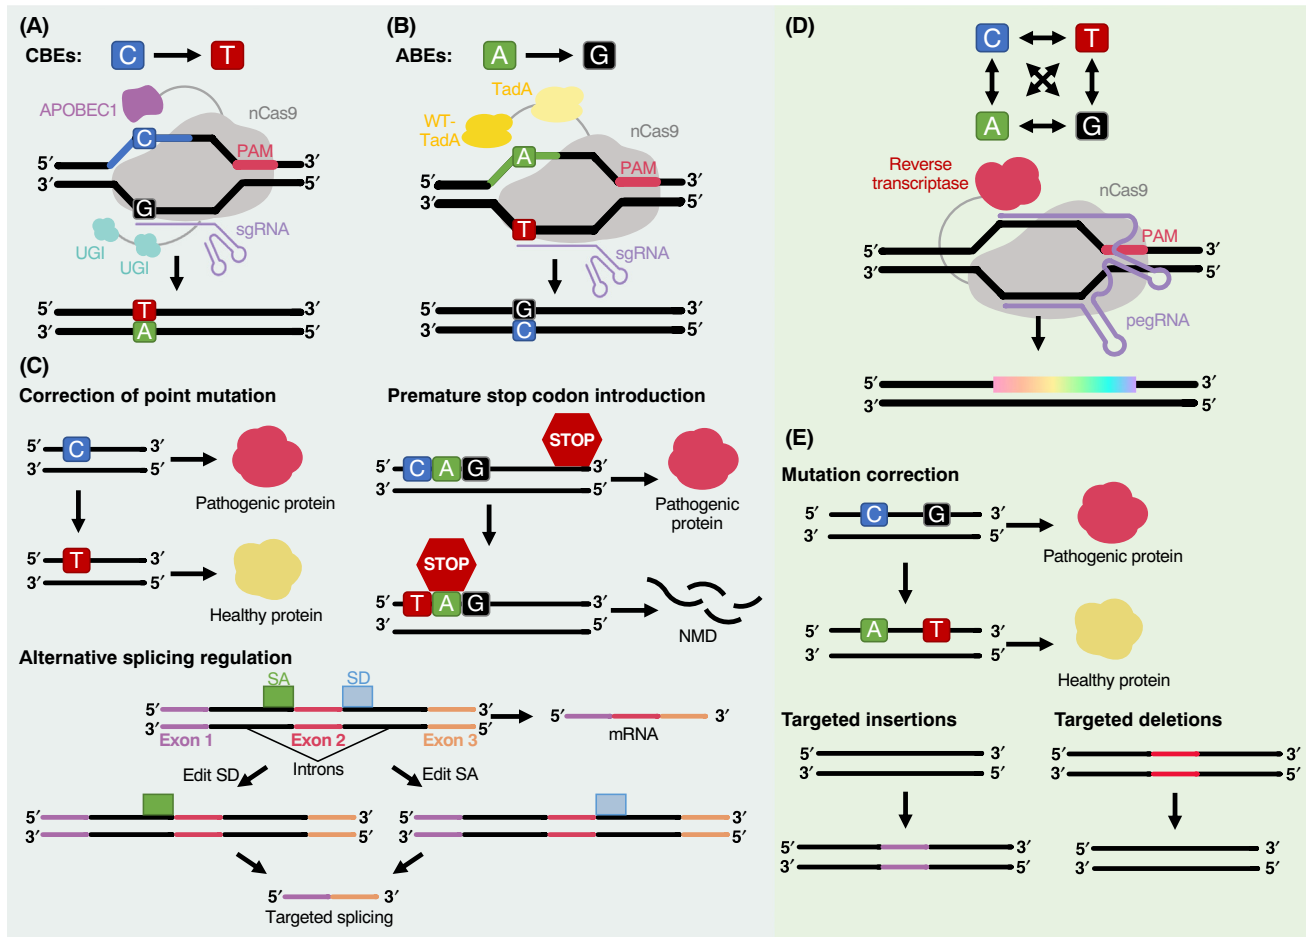 (A)
CBEs: C T
APOBEC1
nCas9
C
PAM
5′ 3′
3′ 5′
G
sgRNA
UGI
UGI
5′ T 3′
3′ A 5′
(B)
ABEs: A G
TadA
WT-
TadA
nCas9
A
PAM
5′ 3′
3′ 5′
T
sgRNA
5′ G 3′
3′ C 5′
(C)
Correction of point mutation
5′ C 3′
3′ 5′
Pathogenic protein
5′ T 3′
3′ 5′
Healthy protein
Premature stop codon introduction
STOP
5′ C A G 3′
3′ 5′
Pathogenic
protein
STOP
5′ T A G 3′
3′ 5′
NMD
Alternative splicing regulation
SA SD
5′ 3′
3′ 5′
Exon 1 Exon 2 Exon 3
Introns
5′ 3′
mRNA
Edit SD Edit SA
5′ 3′
3′ 5′
5′ 3′
3′ 5′
5′ 3′
Targeted splicing
(D)
C T
A G
Reverse
transcriptase
nCas9
PAM
5′ 3′
3′ 5′
pegRNA
5′ 3′
3′ 5′
(E)
Mutation correction
5′ C G 3′
3′ 5′
Pathogenic protein
5′ A T 3′
3′ 5′
Healthy protein
Targeted insertions
5′ 3′
3′ 5′
5′ 3′
3′ 5′
Targeted deletions
5′ 3′
3′ 5′
5′ 3′
3′ 5′